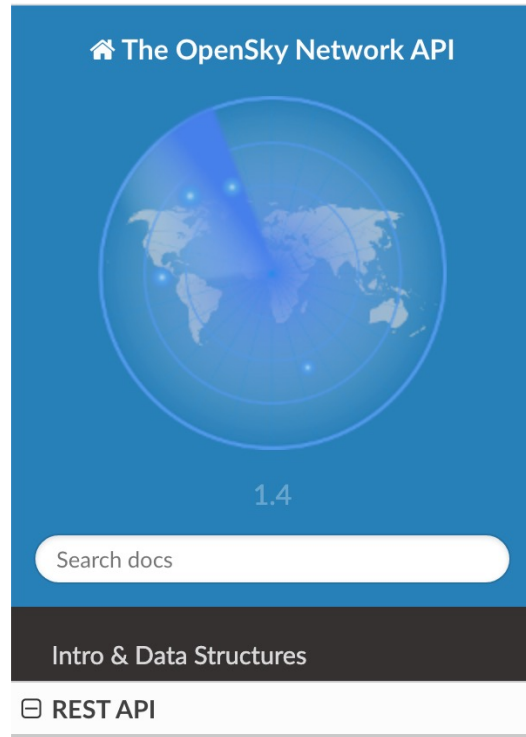 The OpenSky Network API
1.4
Search docs
Intro & Data Structures
REST API